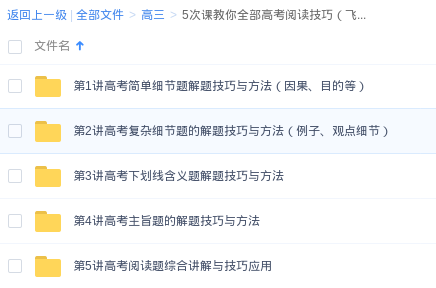 返回上一级 | 全部文件 > 高三 > 5次课教你全部高考阅读技巧（飞...
文件名
第1讲高考简单细节题解题技巧与方法（因果、目的等）
第2讲高考复杂细节题的解题技巧与方法（例子、观点细节）
第3讲高考下划线含义题解题技巧与方法
第4讲高考主旨题的解题技巧与方法
第5讲高考阅读题综合讲解与技巧应用